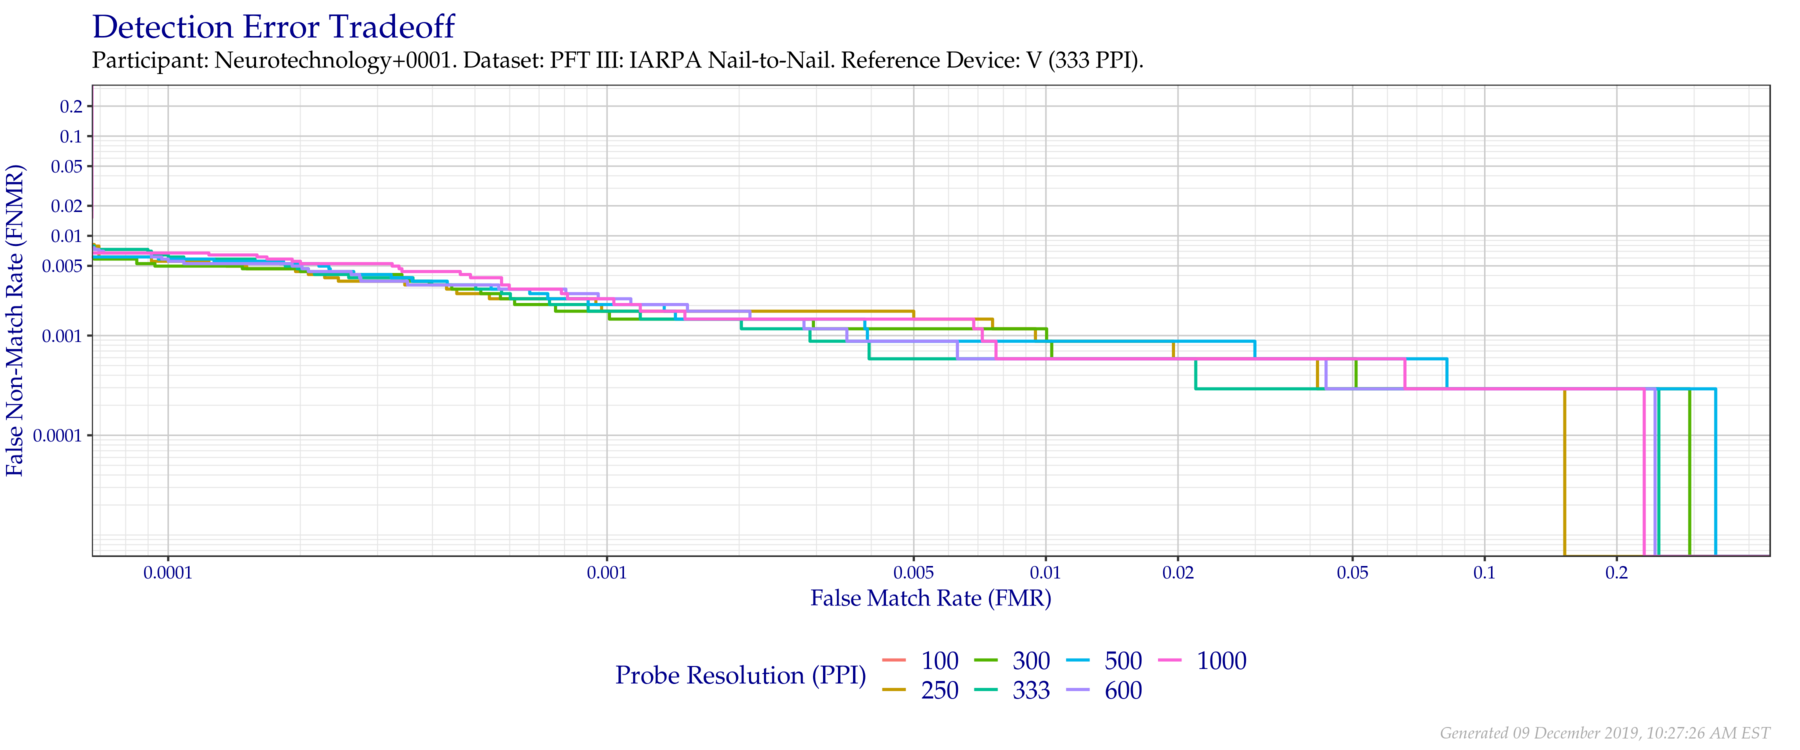 Detection Error Tradeoff
Participant: Neurotechnology+0001. Dataset: PFT III: IARPA Nail-to-Nail. Reference Device: V (333 PPI).
False Non-Match Rate (FNMR)
0.2
0.1
0.05
0.02
0.01
0.005
0.001
0.0001
0.0001 0.001 0.005 0.01 0.02 0.05 0.1 0.2
False Match Rate (FMR)
Probe Resolution (PPI)
100 300 500 1000
250 333 600
Generated 09 December 2019, 10:27:26 AM EST